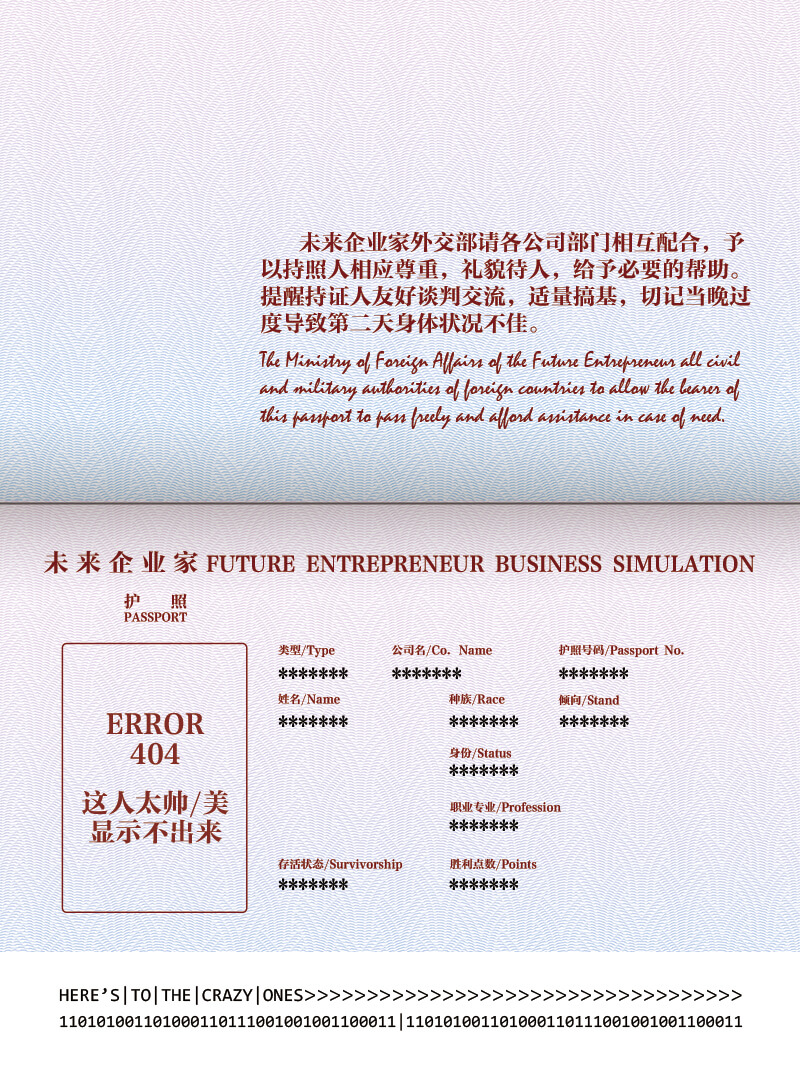 未来企业家外交部请各公司部门相互配合，予
以持照人相应尊重，礼貌待人，给予必要的帮助。
提醒持证人友好谈判交流，适量搞基，切记当晚过
度导致第二天身体状况不佳。
The Ministry of Foreign Affairs of the Future Entrepreneur all civil
and military authorities of foreign countries to allow the bearer of
this passport to pass freely and afford assistance in case of need.
未来企业家 FUTURE ENTREPRENEUR BUSINESS SIMULATION
护 照
PASSPORT
类型/Type 公司名/Co. Name 护照号码/Passport No.
******* ******* *******
姓名/Name 种族/Race 倾向/Stand
******* ******* *******
ERROR
404
这人太帅/美
显示不出来
身份/Status
*******
职业专业/Profession
*******
存活状态/Survivorship 胜利点数/Points
******* *******
HERE’S|TO|THE|CRAZY|ONES>>>>>>>>>>>>>>>>>>>>>>>>>>>>>>>>>>>
1101010011010001101110010010011​00011|1101010011010001101110010010011​00011